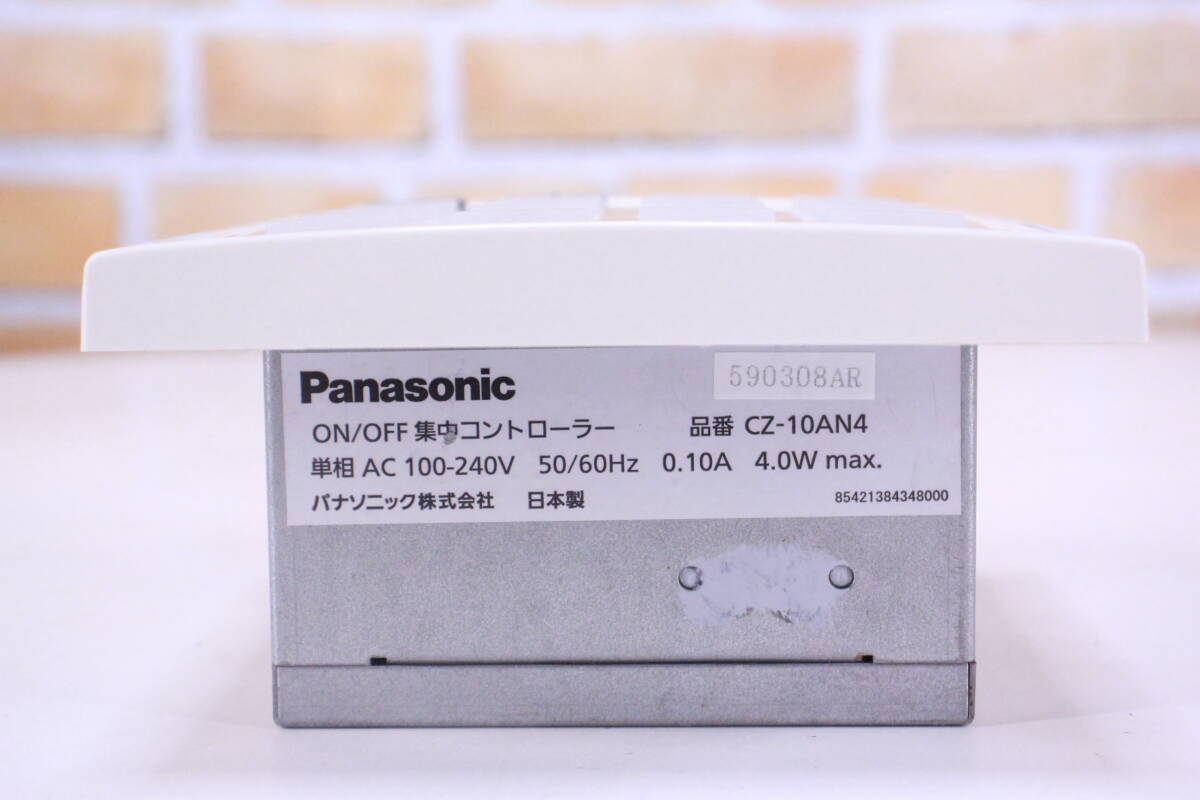 Panasonic 590308AR
ON/OFF 集中コントローラー 品番 CZ-10AN4
単相 AC 100-240V 50/60Hz 0.10A 4.0W max.
パナソニック株式会社 日本製 85421384348000